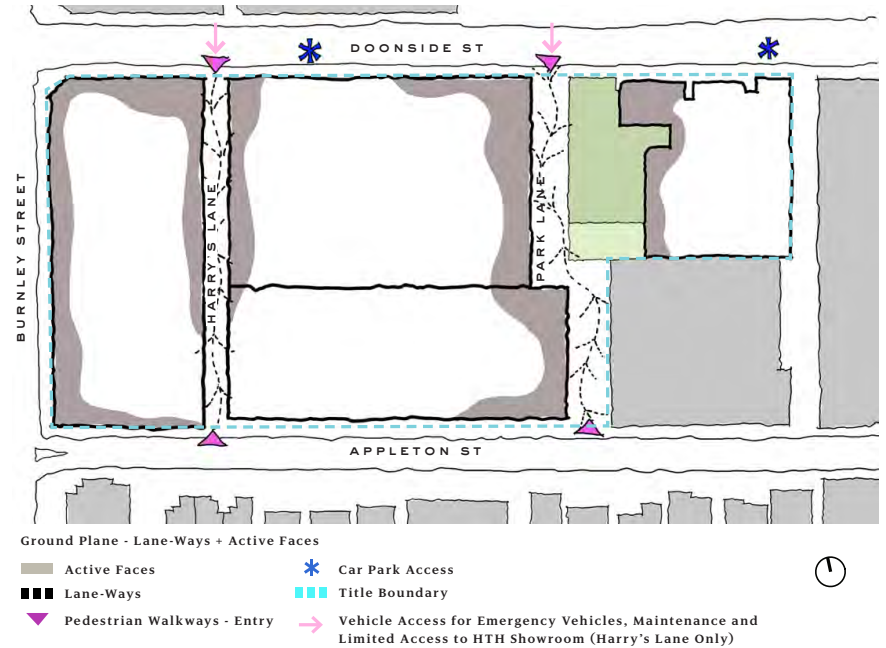 DOONSIDE ST
BURNLEY STREET
HARRY'S LANE
PARK LANE
APPLETON ST
Ground Plane - Lane-Ways + Active Faces
Active Faces
Lane-Ways
Pedestrian Walkways - Entry
Car Park Access
Title Boundary
Vehicle Access for Emergency Vehicles, Maintenance and
Limited Access to HTH Showroom (Harry's Lane Only)